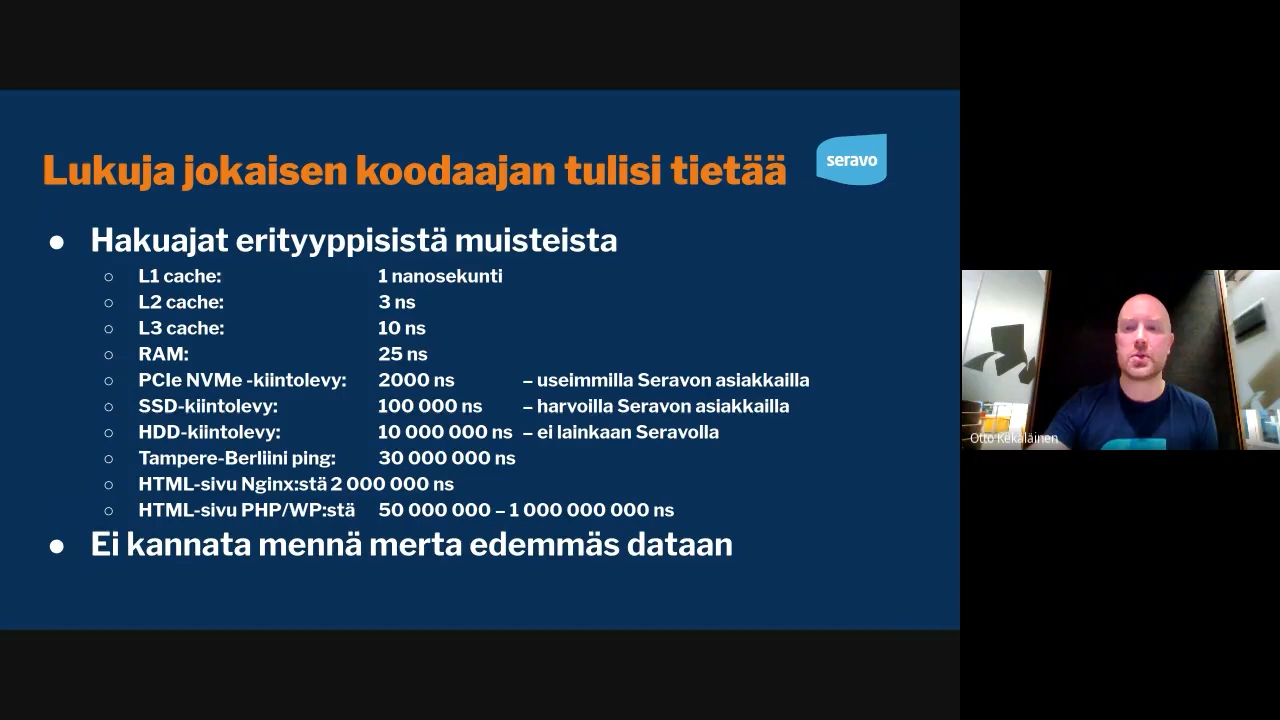 Lukuja jokaisen koodaajan tulisi tietää
seravo
● Hakuajat erityyppisistä muisteista
○ L1 cache: 1 nanosekunti
○ L2 cache: 3 ns
○ L3 cache: 10 ns
○ RAM: 25 ns
○ PCIe NVMe -kiintolevy: 2000 ns – useimmilla Seravon asiakkailla
○ SSD-kiintolevy: 100 000 ns – harvoilla Seravon asiakkailla
○ HDD-kiintolevy: 10 000 000 ns – ei lainkaan Seravolla
○ Tampere-Berliini ping: 30 000 000 ns
○ HTML-sivu Nginx:stä 2 000 000 ns
○ HTML-sivu PHP/WP:stä 50 000 000 – 1 000 000 000 ns
● Ei kannata mennä merta edemmäs dataan
Otto Kekäläinen